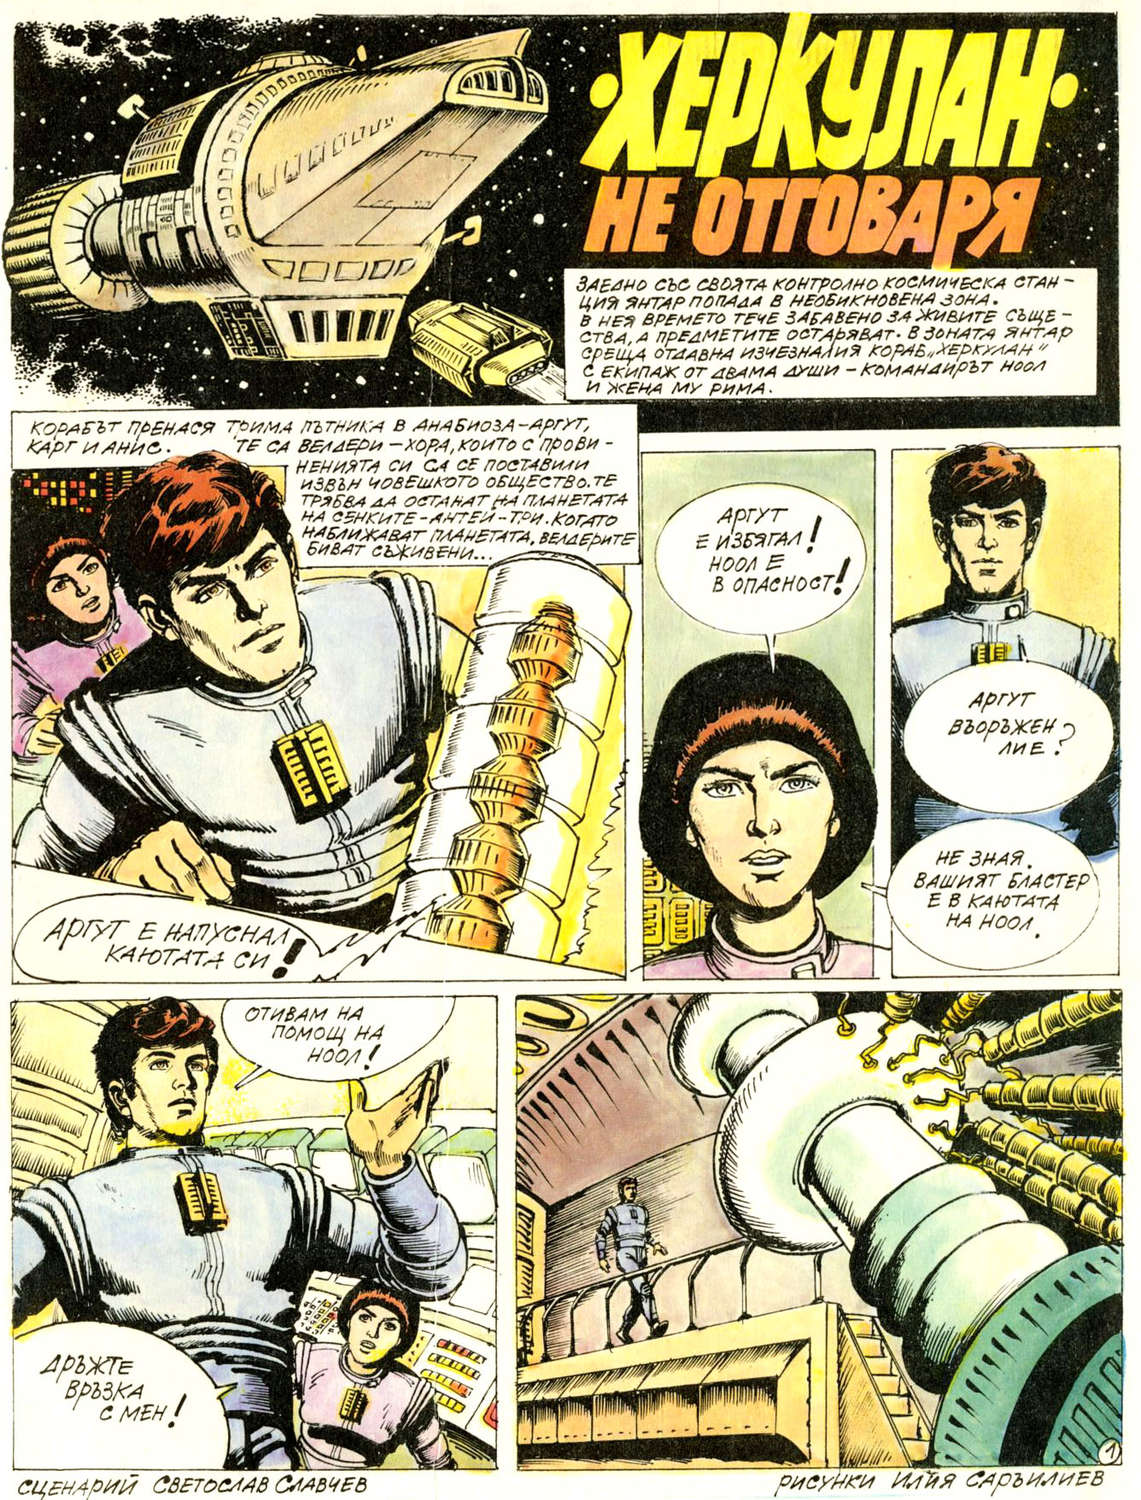 ХЕРКУЛАН
НЕ ОТГОВАРЯ
ЗАЕДНО СЪС СВОЯТА КОНТРОЛНО КОСМИЧЕСКА СТАН-
ЦИЯ ЯНТАР ПОПАДА В НЕОБИКНОВЕНА ЗОНА.
В НЕЯ ВРЕМЕТО ТЕЧЕ ЗАБАВЕНО ЗА ЖИВИТЕ СЪЩЕ-
СТВА, А ПРЕДМЕТИТЕ ОСТАРЯВАТ. В ЗОНАТА ЯНТАР
СРЕЩА ОТДАВНА ИЗЧЕЗНАЛИЯ КОРАБ „ХЕРКУЛАН"
С ЕКИПАЖ ОТ ДВАМА ДУШИ – КОМАНДИРЪТ НООЛ
И ЖЕНА МУ РИМА.
КОРАБЪТ ПРЕНАСЯ ТРИМА ПЪТНИКА В АНАБИОЗА-АРГУТ,
КАРГ И АНИС. ТЕ СА ВЕЛДЕРИ – ХОРА, КОИТО С ПРОВИ-
НЕНИЯТА СИ СА СЕ ПОСТАВИЛИ
ИЗВЪН ЧОВЕШКОТО ОБЩЕСТВО. ТЕ
ТРЯБВА ДА ОСТАНАТ НА ПЛАНЕТАТА
НА СЕНКИТЕ-АНТЕЙ-ТРИ. КОГАТО
НАБЛИЖАВАТ ПЛАНЕТАТА, ВЕЛДЕРИТЕ
БИВАТ СЪЖИВЕНИ...
АРГУТ Е НАПУСНАЛ
КАЮТАТА СИ!
АРГУТ
Е ИЗБЯГАЛ!
НООЛ Е
В ОПАСНОСТ!
АРГУТ
ВЪОРЪЖЕН
ЛИ Е?
НЕ ЗНАЯ.
ВАШИЯТ БЛАСТЕР
Е В КАЮТАТА
НА НООЛ.
ОТИВАМ НА
ПОМОЩ НА
НООЛ!
ДРЪЖТЕ
ВРЪЗКА
С МЕН!
1
СЦЕНАРИЙ СВЕТОСЛАВ СЛАВЧЕВ
РИСУНКИ ИЛИЯ САРЪИЛИЕВ